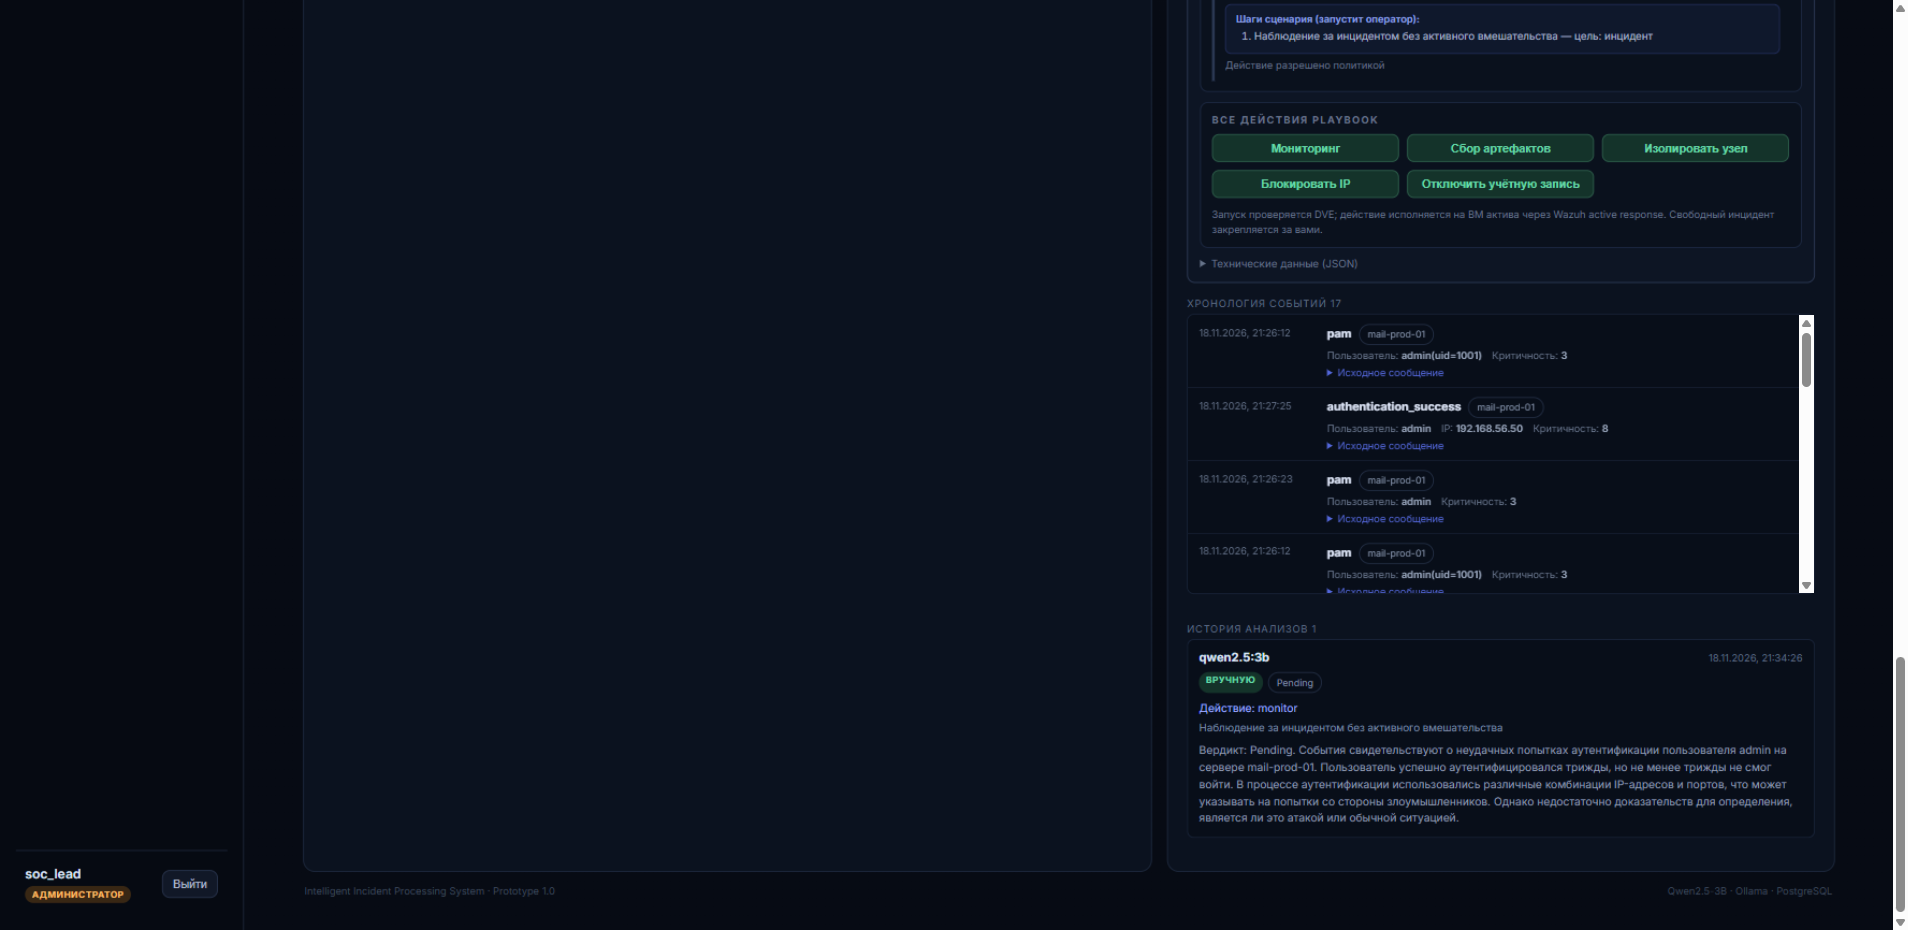 Шаги сценария (запустит оператор):
1. Наблюдение за инцидентом без активного вмешательства — цель: инцидент
Действие разрешено политикой
ВСЕ ДЕЙСТВИЯ PLAYBOOK
Мониторинг
Сбор артефактов
Изолировать узел
Блокировать IP
Отключить учётную запись
Запуск проверяется DVE; действие исполняется на ВМ актива через Wazuh active response. Свободный инцидент
закрепляется за вами.
Технические данные (JSON)
ХРОНОЛОГИЯ СОБЫТИЙ 17
18.11.2026, 21:26:12
pam mail-prod-01
Пользователь: admin(uid=1001) Критичность: 3
Исходное сообщение
18.11.2026, 21:27:25
authentication_success mail-prod-01
Пользователь: admin IP: 192.168.56.50 Критичность: 8
Исходное сообщение
18.11.2026, 21:26:23
pam mail-prod-01
Пользователь: admin Критичность: 3
Исходное сообщение
18.11.2026, 21:26:12
pam mail-prod-01
Пользователь: admin(uid=1001) Критичность: 3
Исходное сообщение
ИСТОРИЯ АНАЛИЗОВ 1
qwen2.5:3b
18.11.2026, 21:34:26
ВРУЧНУЮ Pending
Действие: monitor
Наблюдение за инцидентом без активного вмешательства
Вердикт: Pending. События свидетельствуют о неудачных попытках аутентификации пользователя admin на
сервере mail-prod-01. Пользователь успешно аутентифицировался трижды, но не менее трижды не смог
войти. В процессе аутентификации использовались различные комбинации IP-адресов и портов, что может
указывать на попытки со стороны злоумышленников. Однако недостаточно доказательств для определения,
является ли это атакой или обычной ситуацией.
soc_lead
АДМИНИСТРАТОР
Выйти
Intelligent Incident Processing System · Prototype 1.0
Qwen2.5-3B · Ollama · PostgreSQL